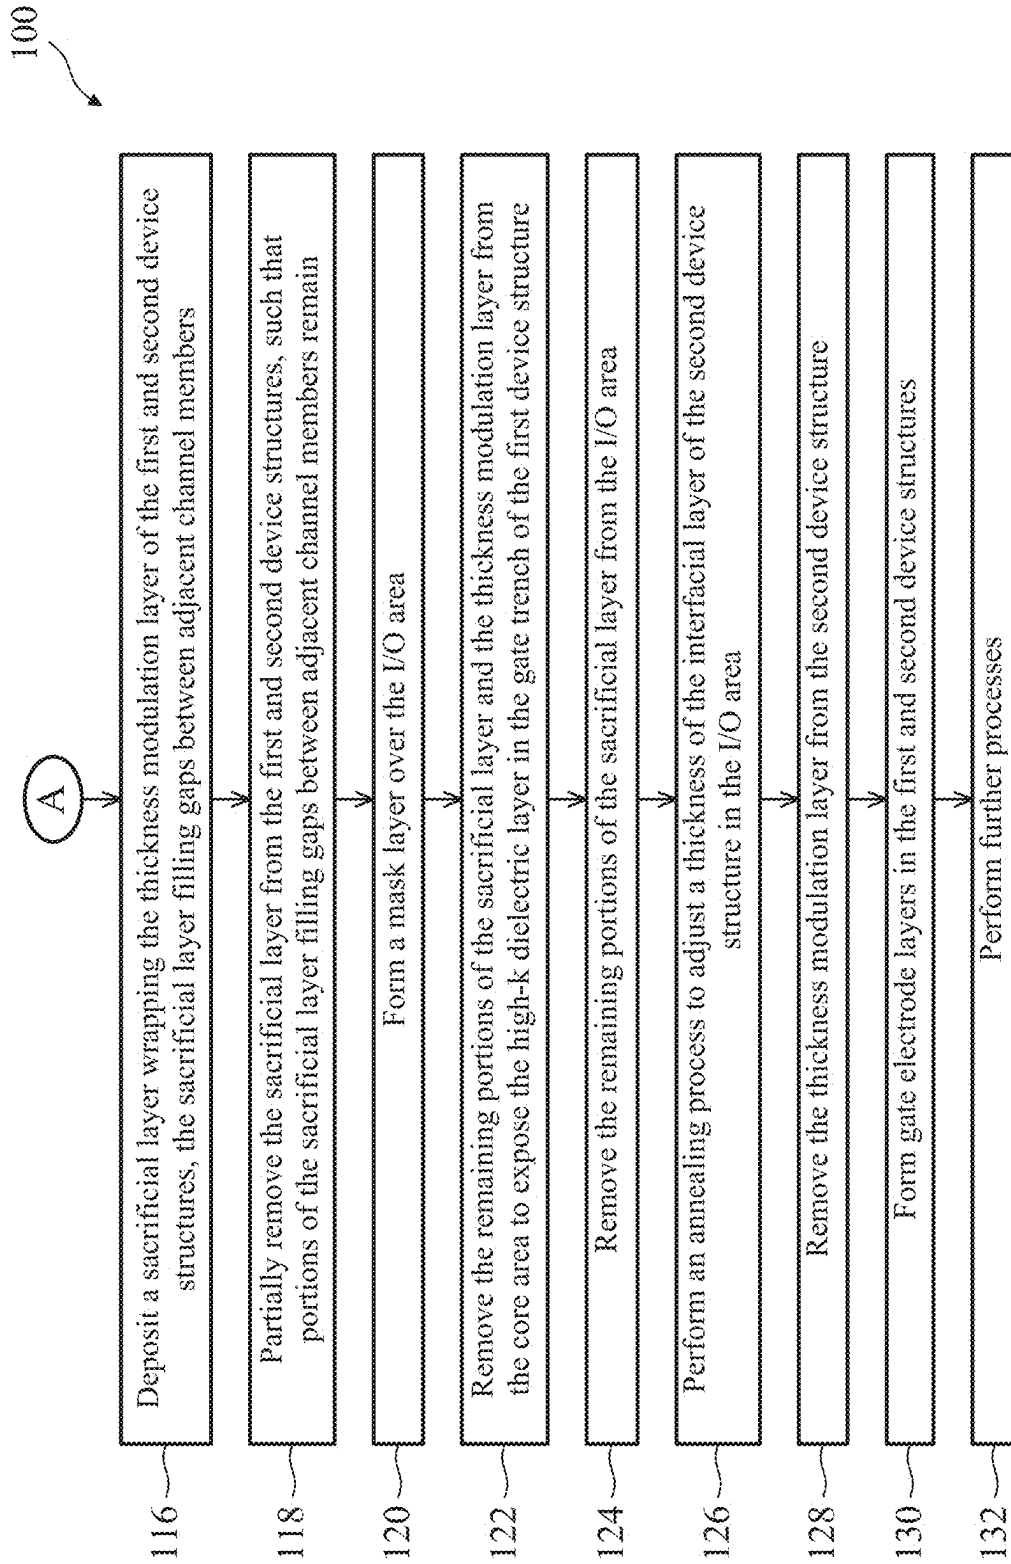 100
A
116
Deposit a sacrificial layer wrapping the thickness modulation layer of the first and second device
structures, the sacrificial layer filling gaps between adjacent channel members
118
Partially remove the sacrificial layer from the first and second device structures, such that
portions of the sacrificial layer filling gaps between adjacent channel members remain
120
Form a mask layer over the I/O area
122
Remove the remaining portions of the sacrificial layer and the thickness modulation layer from
the core area to expose the high-k dielectric layer in the gate trench of the first device structure
124
Remove the remaining portions of the sacrificial layer from the I/O area
126
Perform an annealing process to adjust a thickness of the interfacial layer of the second device
structure in the I/O area
128
Remove the thickness modulation layer from the second device structure
130
Form gate electrode layers in the first and second device structures
132
Perform further processes